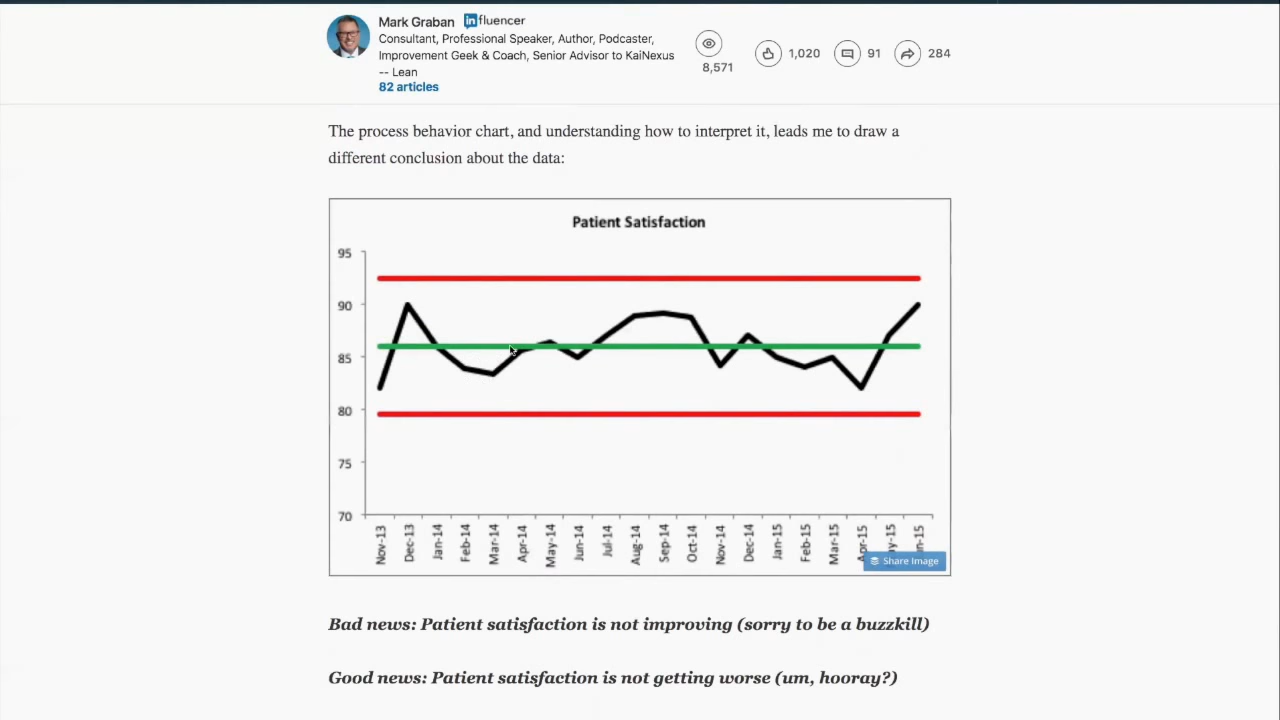 Mark Graban influencer
Consultant, Professional Speaker, Author, Podcaster,
Improvement Geek & Coach, Senior Advisor to KaiNexus
-- Lean
82 articles
8,571
1,020
91
284
The process behavior chart, and understanding how to interpret it, leads me to draw a
different conclusion about the data:
Patient Satisfaction
95
90
85
80
75
70
Nov-13
Dec-13
Jan-14
Feb-14
Mar-14
Apr-14
May-14
Jun-14
Jul-14
Aug-14
Sep-14
Oct-14
Nov-14
Dec-14
Jan-15
Feb-15
Mar-15
Apr-15
Share Image
Bad news: Patient satisfaction is not improving (sorry to be a buzzkill)
Good news: Patient satisfaction is not getting worse (um, hooray?)